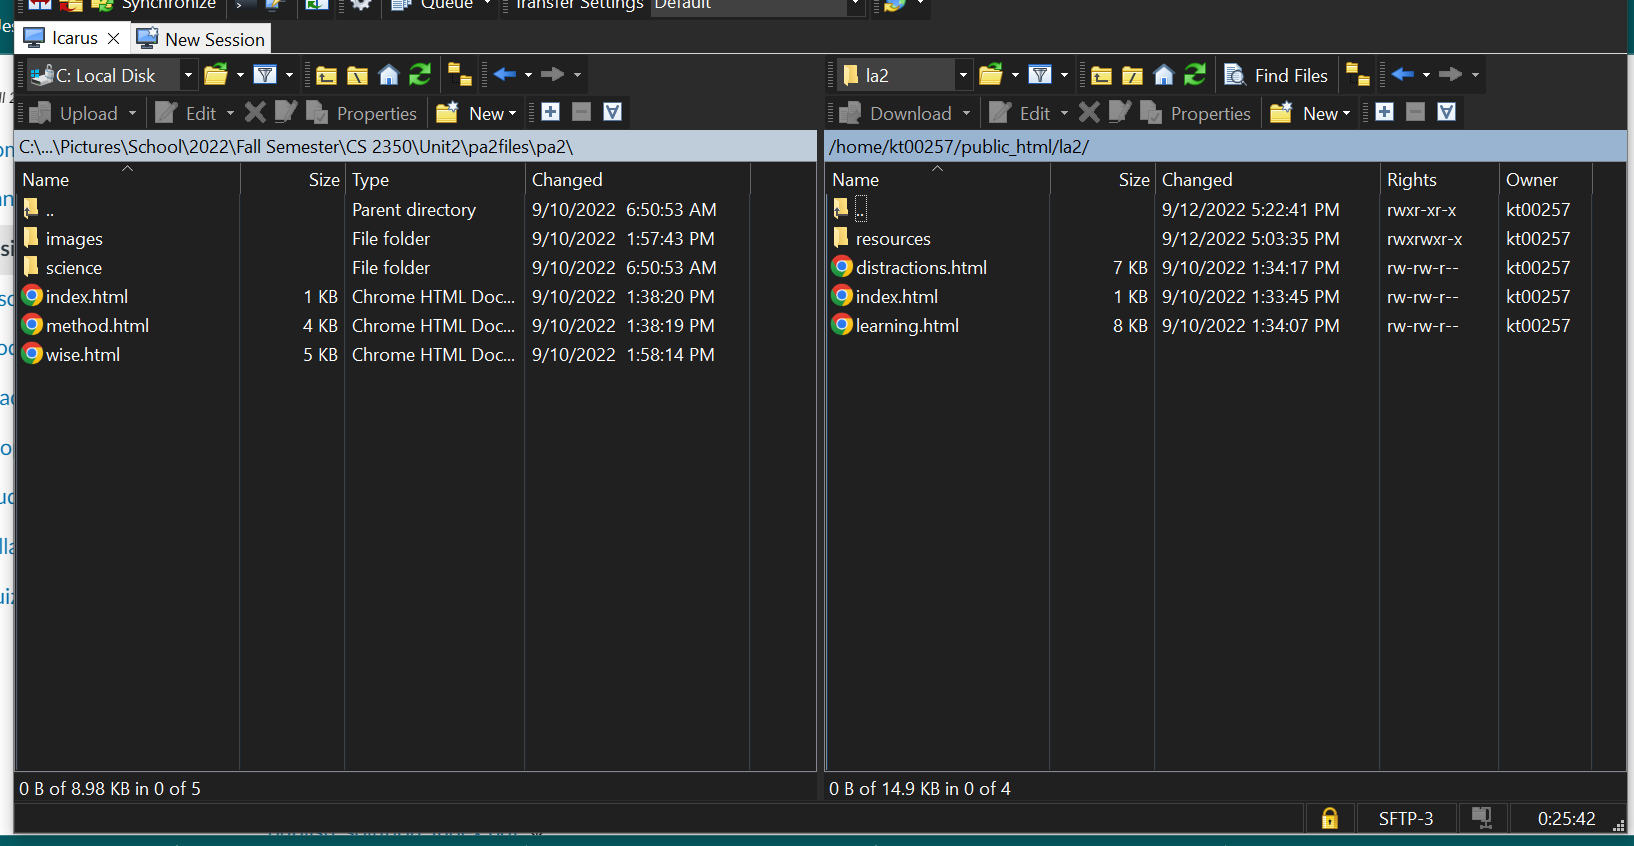 Synchronize Queue Transfer Settings Default
Icarus New Session
C: Local Disk la2 Find Files
Upload Edit Properties New Download Edit Properties New
C:\...\Pictures\School\2022\Fall Semester\CS 2350\Unit2\pa2files\pa2\ /home/kt00257/public_html/la2/
Name Size Type Changed Name Size Changed Rights Owner
.. Parent directory 9/10/2022 6:50:53 AM .. 9/12/2022 5:22:41 PM rwxr-xr-x kt00257
images File folder 9/10/2022 1:57:43 PM resources 9/12/2022 5:03:35 PM rwxrwxr-x kt00257
science File folder 9/10/2022 6:50:53 AM distractions.html 7 KB 9/10/2022 1:34:17 PM rw-rw-r-- kt00257
index.html 1 KB Chrome HTML Doc... 9/10/2022 1:38:20 PM index.html 1 KB 9/10/2022 1:33:45 PM rw-rw-r-- kt00257
method.html 4 KB Chrome HTML Doc... 9/10/2022 1:38:19 PM learning.html 8 KB 9/10/2022 1:34:07 PM rw-rw-r-- kt00257
wise.html 5 KB Chrome HTML Doc... 9/10/2022 1:58:14 PM
0 B of 8.98 KB in 0 of 5 0 B of 14.9 KB in 0 of 4
SFTP-3 0:25:42